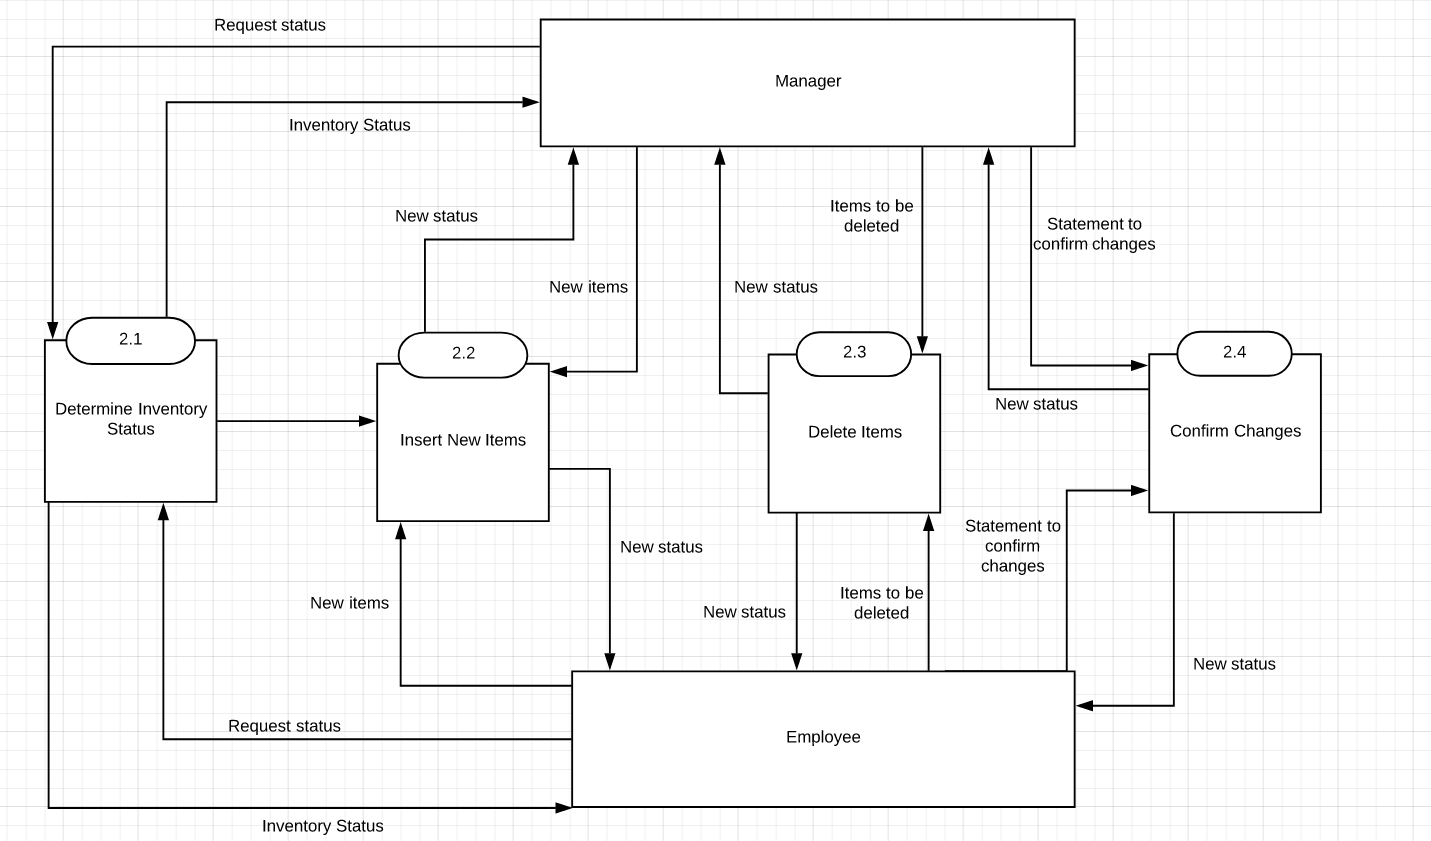 Request status
Manager
Inventory Status
Items to be
deleted
New status
Statement to
confirm changes
New items
New status
2.1
2.2
2.3
2.4
New status
Determine Inventory
Status
Insert New Items
Delete Items
Confirm Changes
Statement to
confirm
changes
New status
New items
Items to be
deleted
New status
New status
Request status
Employee
Inventory Status